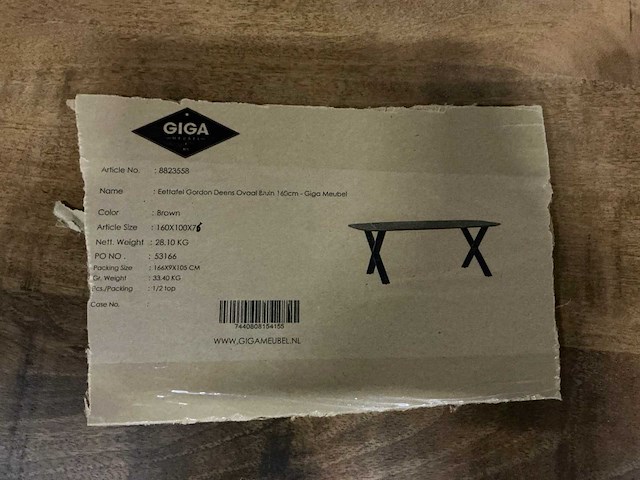 GIGA
MEUBEL
Article No. : 8823558
Name : Eettafel Gordon Deens Ovaal Bruin 160cm - Giga Meubel
Color : Brown
Article Size : 160X100X76
Nett. Weight : 28.10 KG
PO NO . : 53166
Packing Size : 166X9X105 CM
Gr. Weight : 33.40 KG
Pcs./Packing : 1/2 top
Case No.
7440808154155
WWW.GIGAMEUBEL.NL